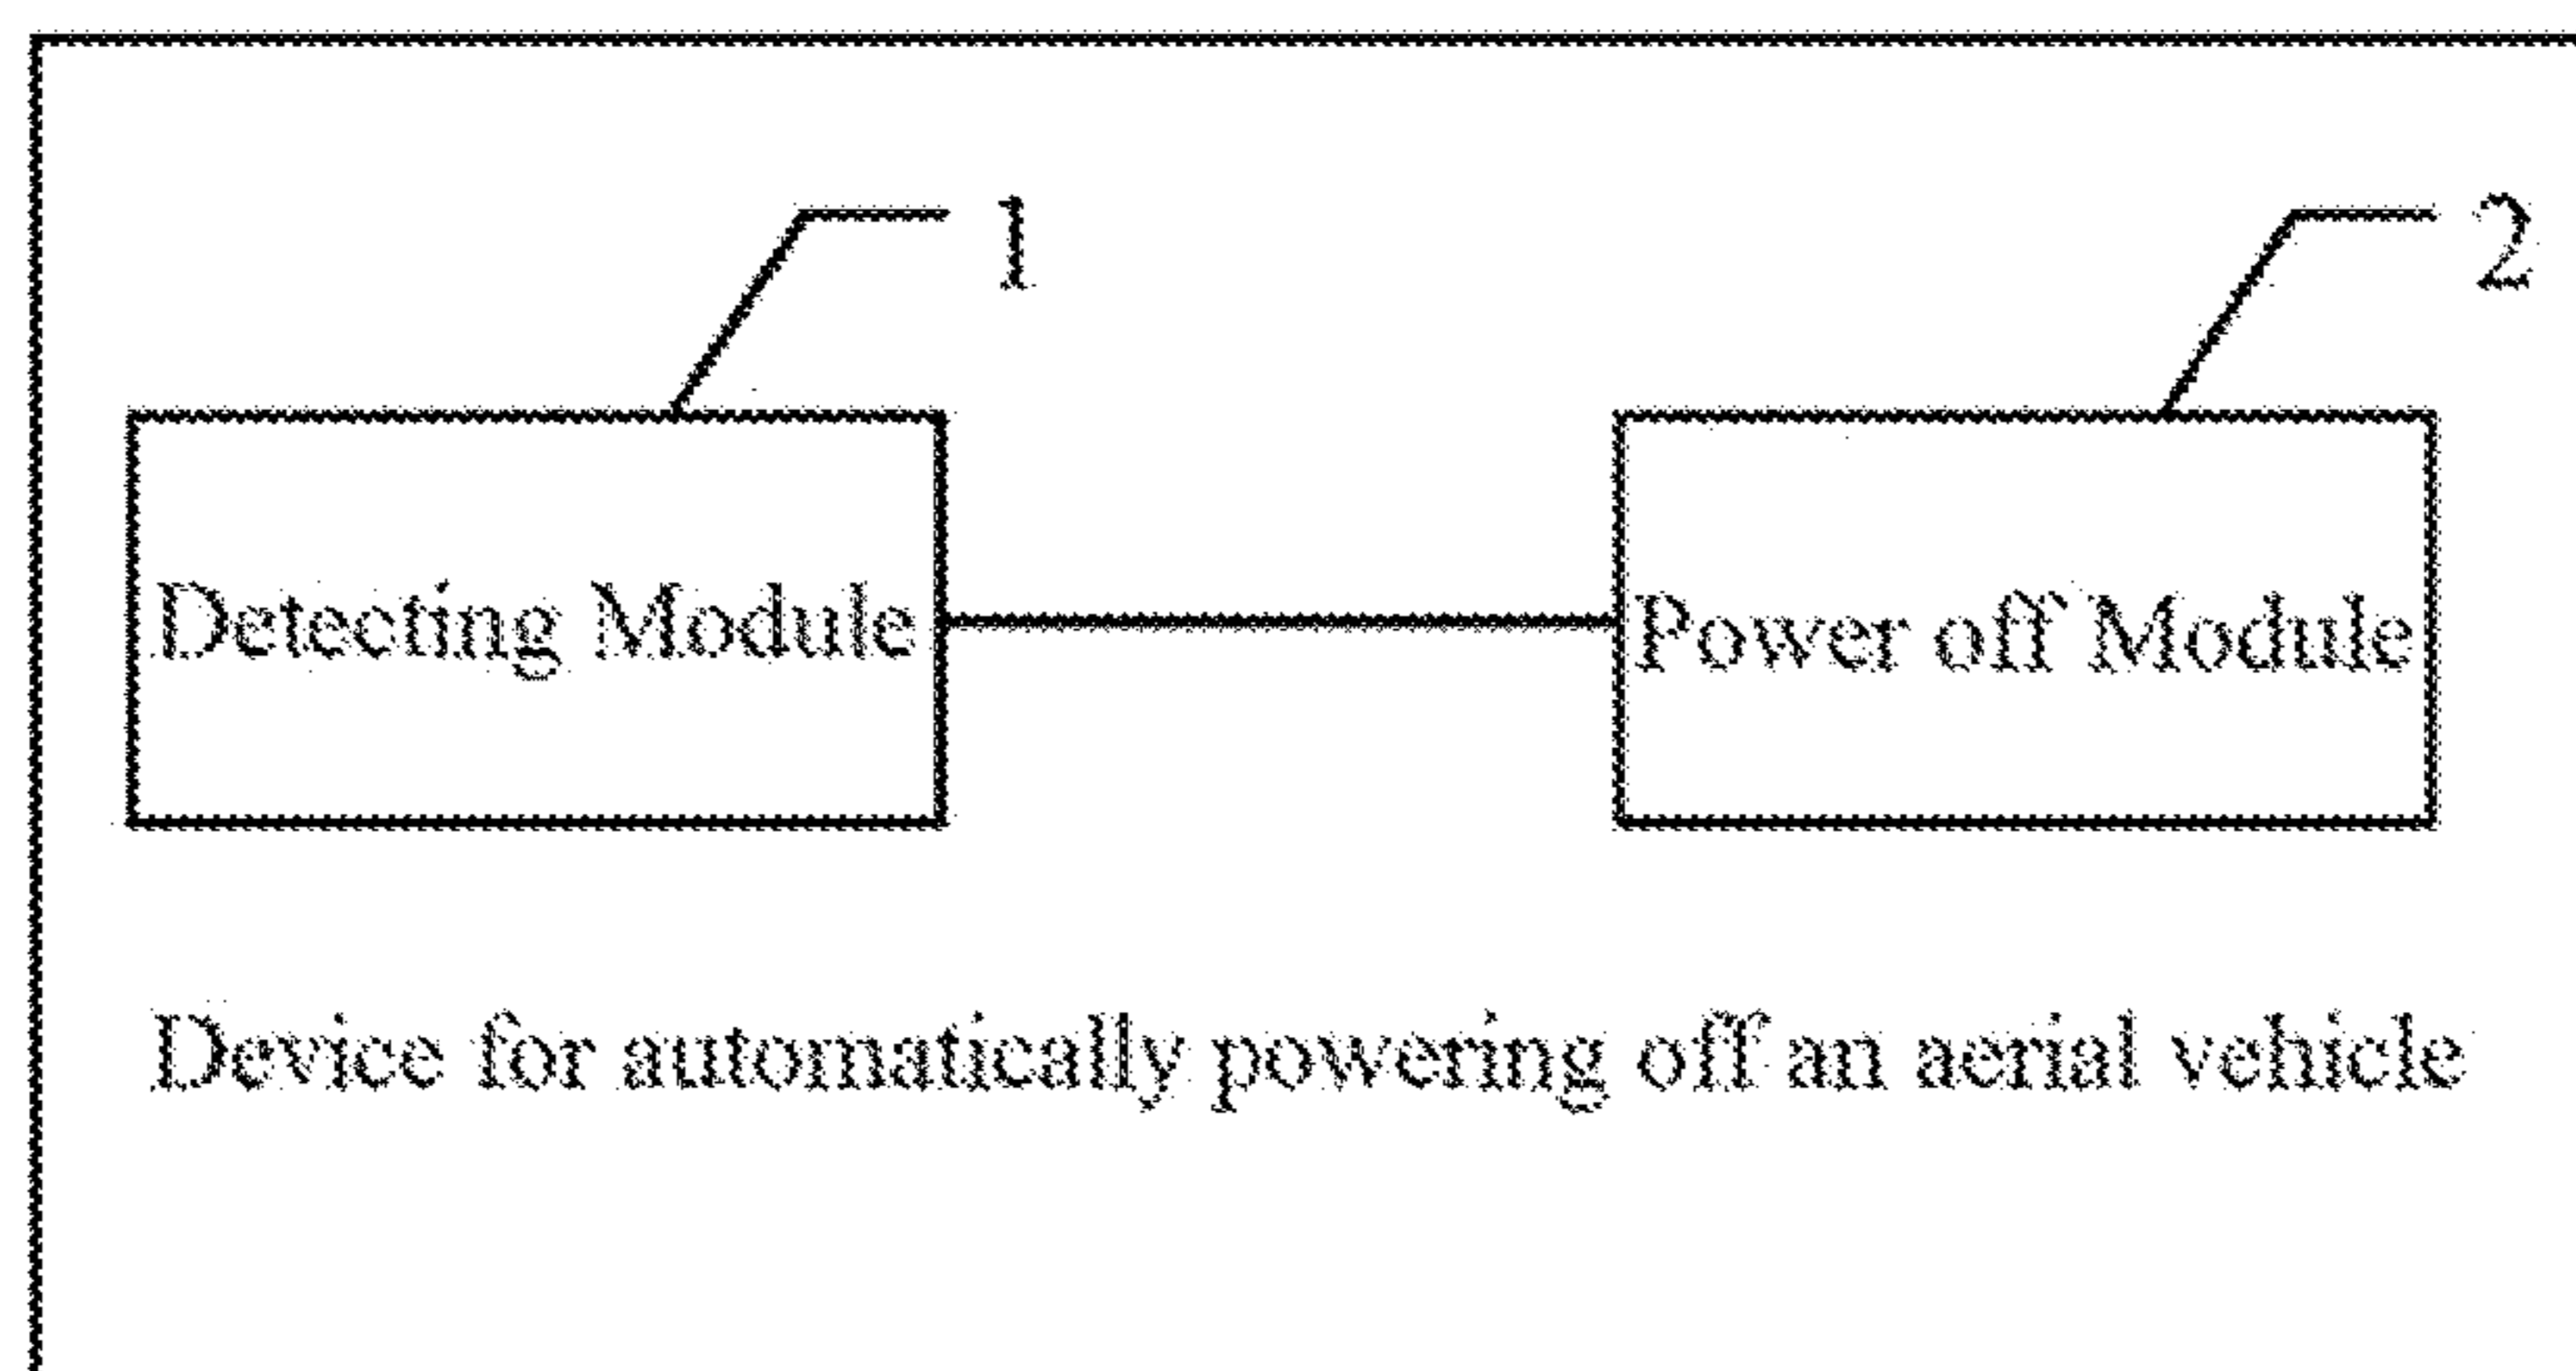 1
2
Detecting Module
Power off Module
Device for automatically powering off an aerial vehicle